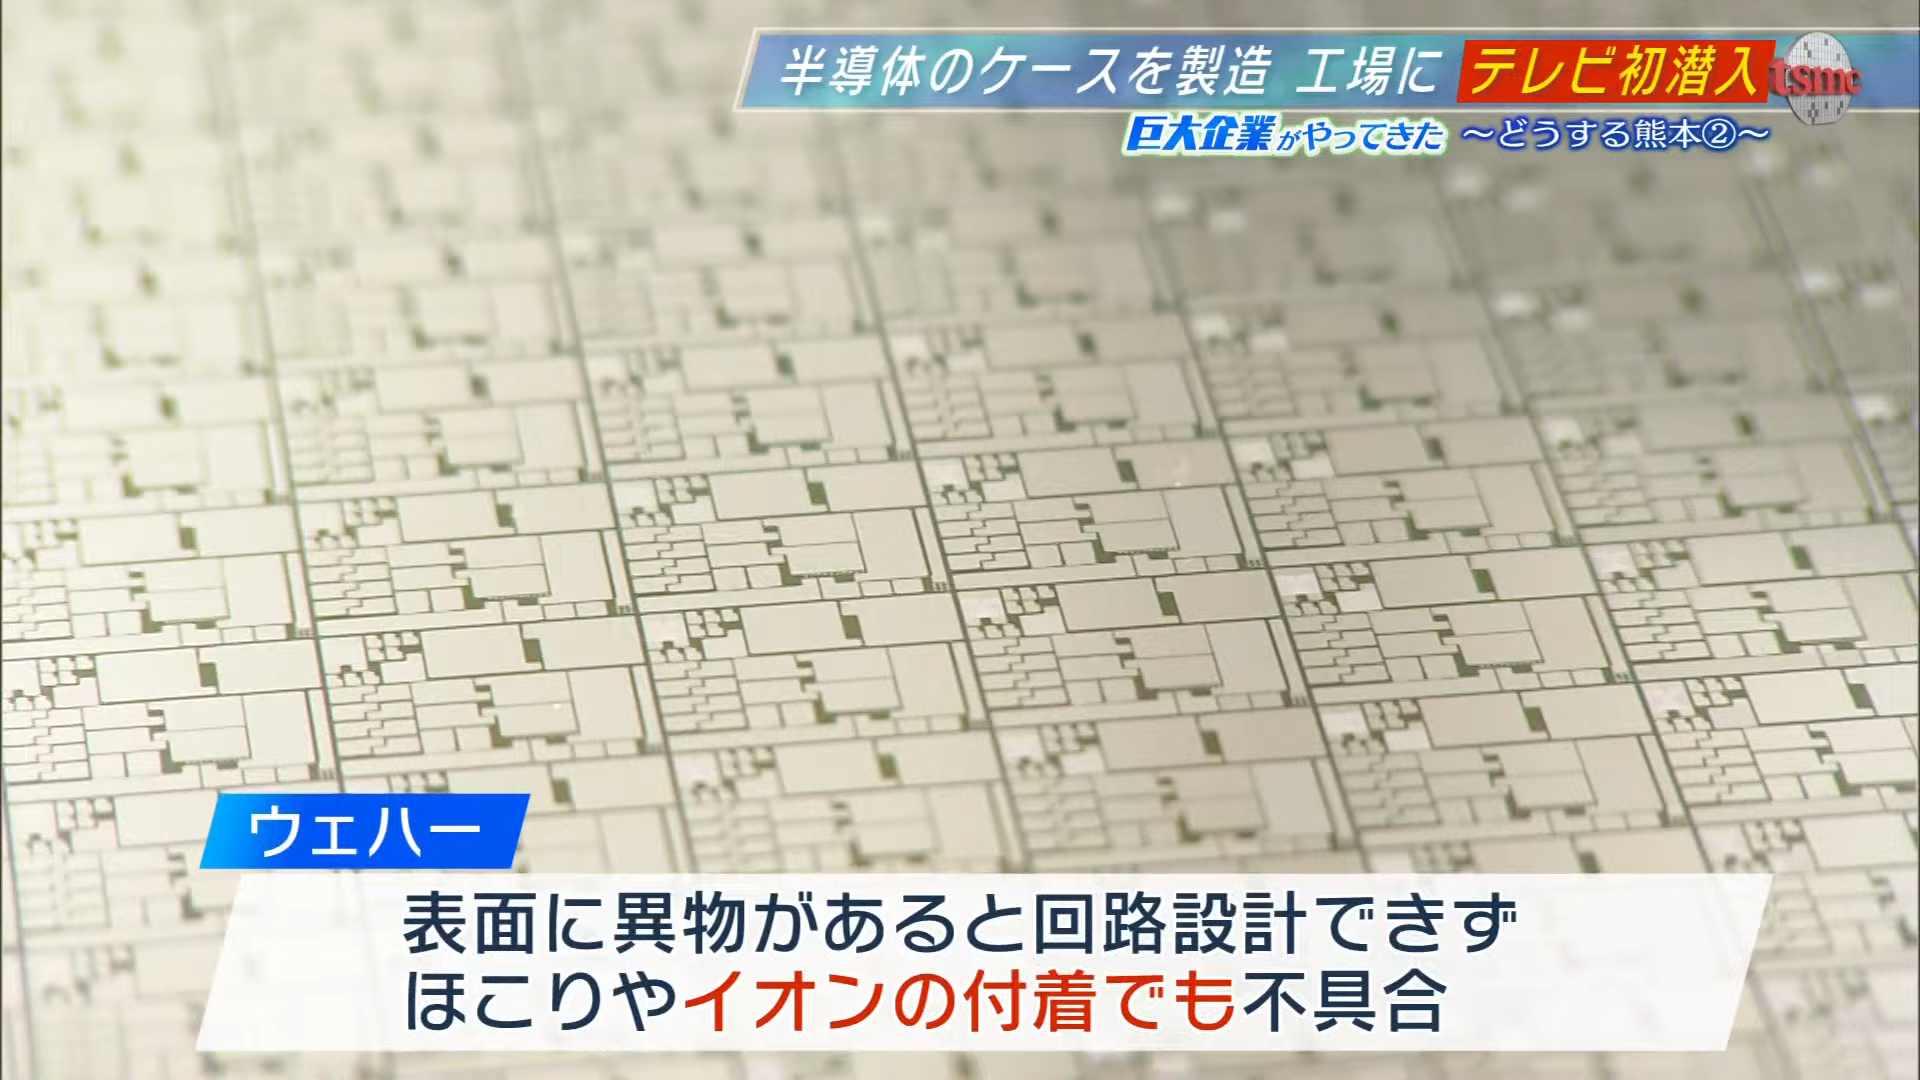 半導体のケースを製造 工場にテレビ初潜入
tsmc
巨大企業がやってきた ～どうする熊本②～
ウェハー
表面に異物があると回路設計できず
ほこりやイオンの付着でも不具合